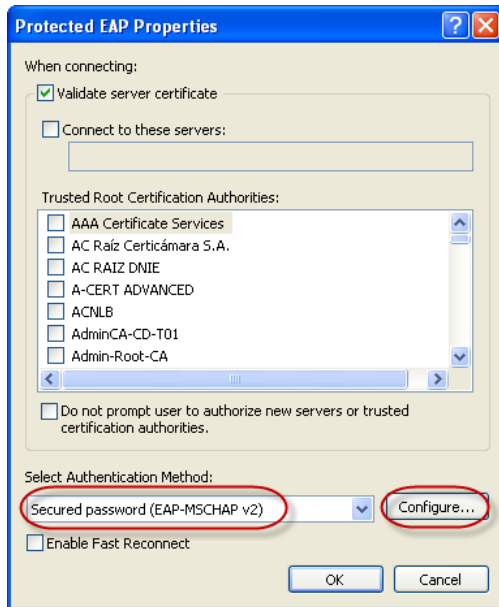 Protected EAP Properties
When connecting:
Validate server certificate
Connect to these servers:
Trusted Root Certification Authorities:
AAA Certificate Services
AC Raíz Certicámara S.A.
AC RAIZ DNIE
A-CERT ADVANCED
ACNLB
AdminCA-CD-T01
Admin-Root-CA
Do not prompt user to authorize new servers or trusted
certification authorities.
Select Authentication Method:
Secured password (EAP-MSCHAP v2)
Configure...
Enable Fast Reconnect
OK
Cancel